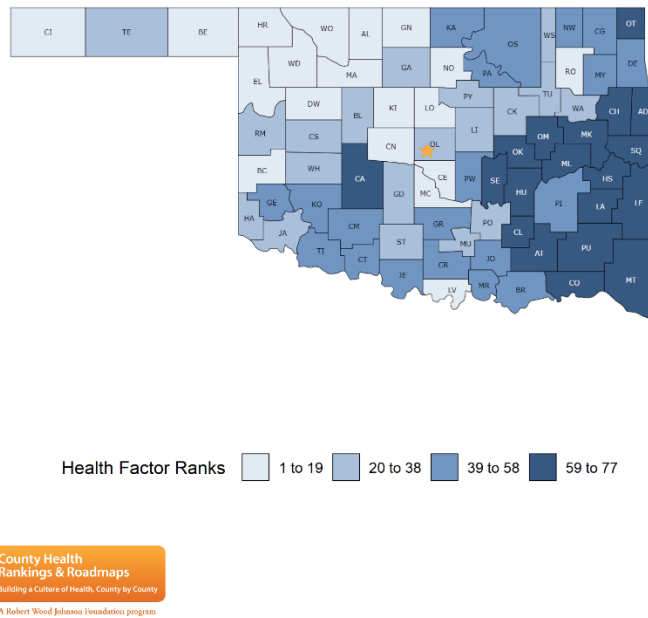 CI TE BE HR WO AL GN KA OS WS NW CG OT
WD MA GA NO PA RO MY DE
EL DW BL KI LO PY CK TU WA CH AD
RM CS CN OL LI OK OM MK SQ
BC WH CA CE MC PW SE HU ML HS LF
GE KO GD PI LA
HA JA CM ST GR PO MU CL AT PU
TI CT JE CR JO MR BR CO MT
LV
Health Factor Ranks 1 to 19 20 to 38 39 to 58 59 to 77
County Health
Rankings & Roadmaps
Building a Culture of Health, County by County
A Robert Wood Johnson Foundation program